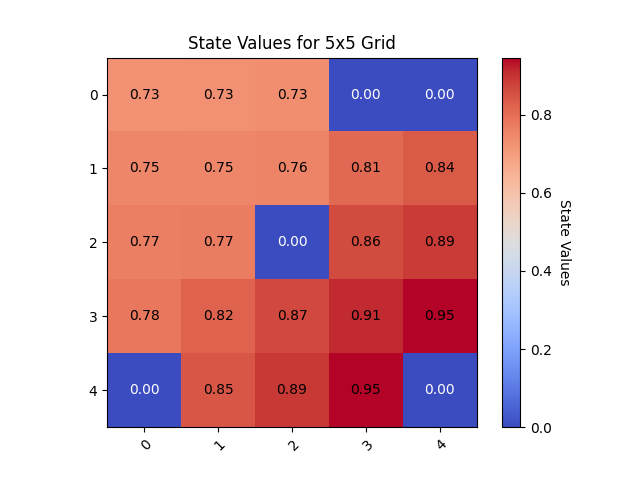 State Values for 5x5 Grid
0 0.73 0.73 0.73 0.00 0.00
1 0.75 0.75 0.76 0.81 0.84
2 0.77 0.77 0.00 0.86 0.89
3 0.78 0.82 0.87 0.91 0.95
4 0.00 0.85 0.89 0.95 0.00
0 1 2 3 4
0.8
0.6
0.4
0.2
0.0
State Values